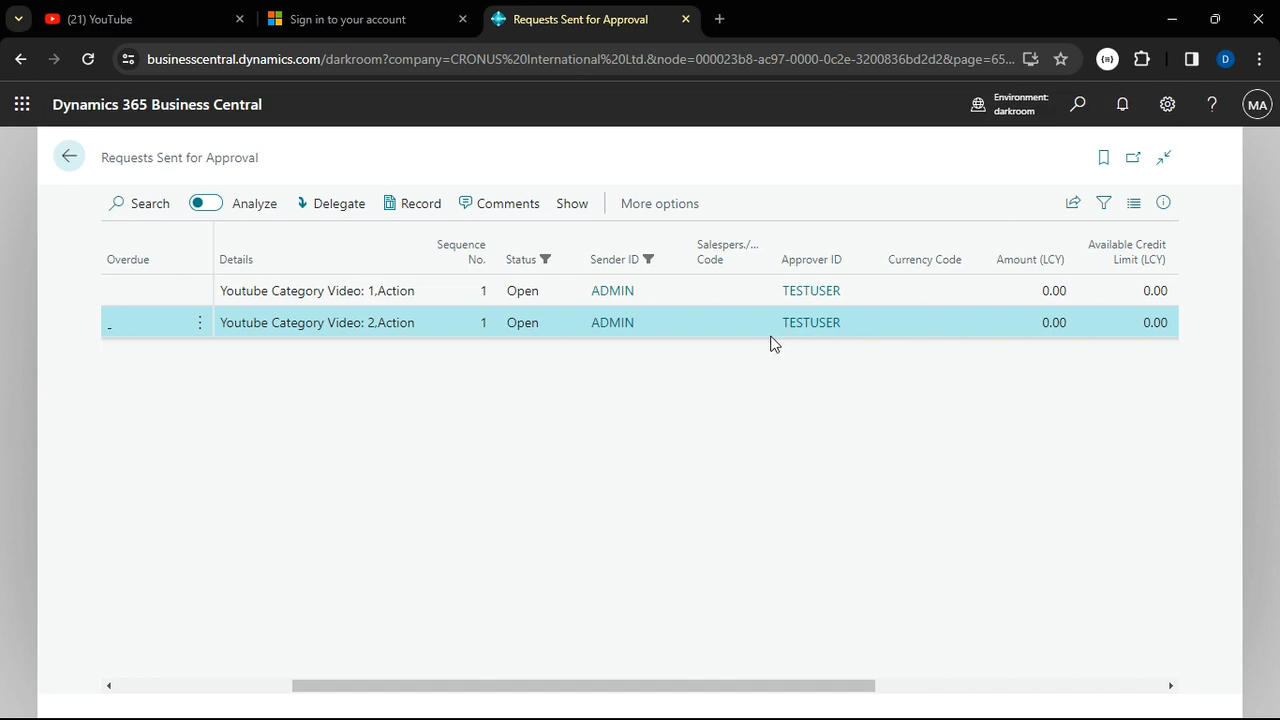 (21) YouTube
Sign in to your account
Requests Sent for Approval
businesscentral.dynamics.com/darkroom?company=CRONUS%20International%20Ltd.&node=000023b8-ac97-0000-0c2e-3200836bd2d2&page=65...
D
Dynamics 365 Business Central
Environment:
darkroom
?
MA
Requests Sent for Approval
Search
Analyze
Delegate
Record
Comments
Show
More options
Overdue
Details
Sequence
No.
Status
Sender ID
Salespers./...
Code
Approver ID
Currency Code
Amount (LCY)
Available Credit
Limit (LCY)
Youtube Category Video: 1,Action 1 Open ADMIN TESTUSER 0.00 0.00
_ Youtube Category Video: 2,Action 1 Open ADMIN TESTUSER 0.00 0.00